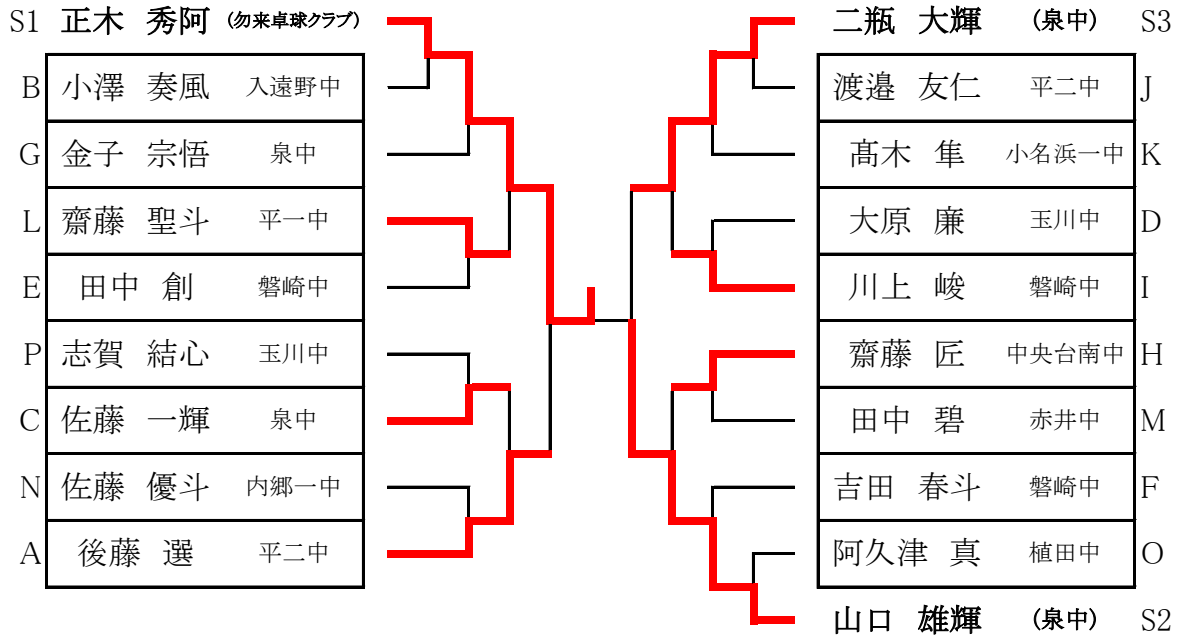 S1 正木 秀阿 (勿来卓球クラブ)
B 小澤 奏風 入遠野中
G 金子 宗悟 泉中
L 齋藤 聖斗 平一中
E 田中 創 磐崎中
P 志賀 結心 玉川中
C 佐藤 一輝 泉中
N 佐藤 優斗 内郷一中
A 後藤 選 平二中
二瓶 大輝 (泉中) S3
渡邉 友仁 平二中 J
髙木 隼 小名浜一中 K
大原 廉 玉川中 D
川上 峻 磐崎中 I
齋藤 匠 中央台南中 H
田中 碧 赤井中 M
吉田 春斗 磐崎中 F
阿久津 真 植田中 O
山口 雄輝 (泉中) S2